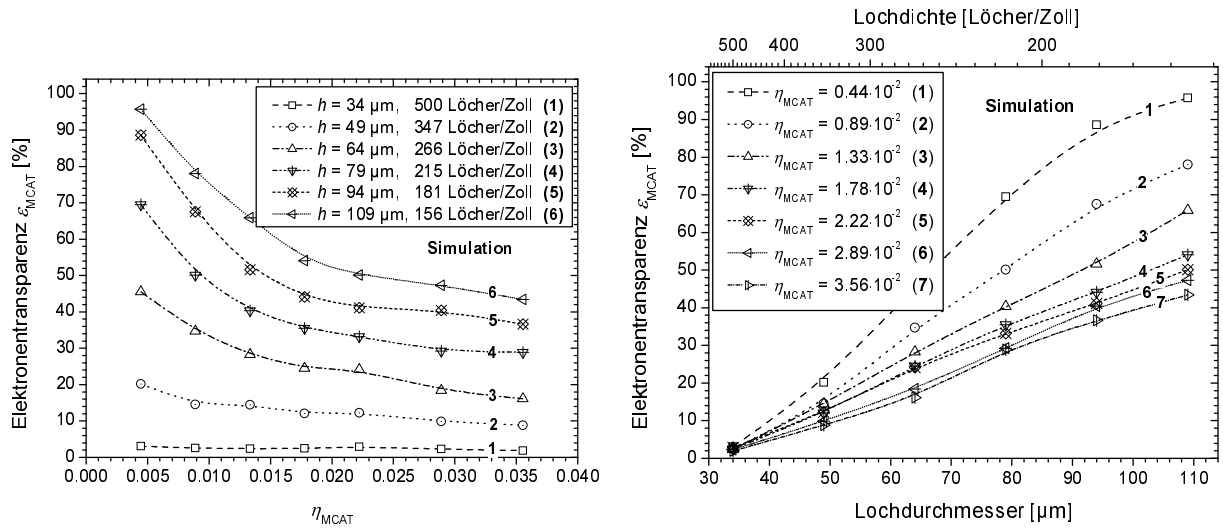 Elektronentransparenz ε_MCAT [%]
100
90
80
70
60
50
40
30
20
10
0
h = 34 µm, 500 Löcher/Zoll (1)
h = 49 µm, 347 Löcher/Zoll (2)
h = 64 µm, 266 Löcher/Zoll (3)
h = 79 µm, 215 Löcher/Zoll (4)
h = 94 µm, 181 Löcher/Zoll (5)
h = 109 µm, 156 Löcher/Zoll (6)
Simulation
6
5
4
3
2
1
0.000 0.005 0.010 0.015 0.020 0.025 0.030 0.035 0.040
η_MCAT
Lochdichte [Löcher/Zoll]
500 400 300 200
Elektronentransparenz ε_MCAT [%]
100
90
80
70
60
50
40
30
20
10
0
η_MCAT = 0.44·10⁻² (1)
η_MCAT = 0.89·10⁻² (2)
η_MCAT = 1.33·10⁻² (3)
η_MCAT = 1.78·10⁻² (4)
η_MCAT = 2.22·10⁻² (5)
η_MCAT = 2.89·10⁻² (6)
η_MCAT = 3.56·10⁻² (7)
Simulation
1
2
3
4
5
6
7
30 40 50 60 70 80 90 100 110
Lochdurchmesser [µm]